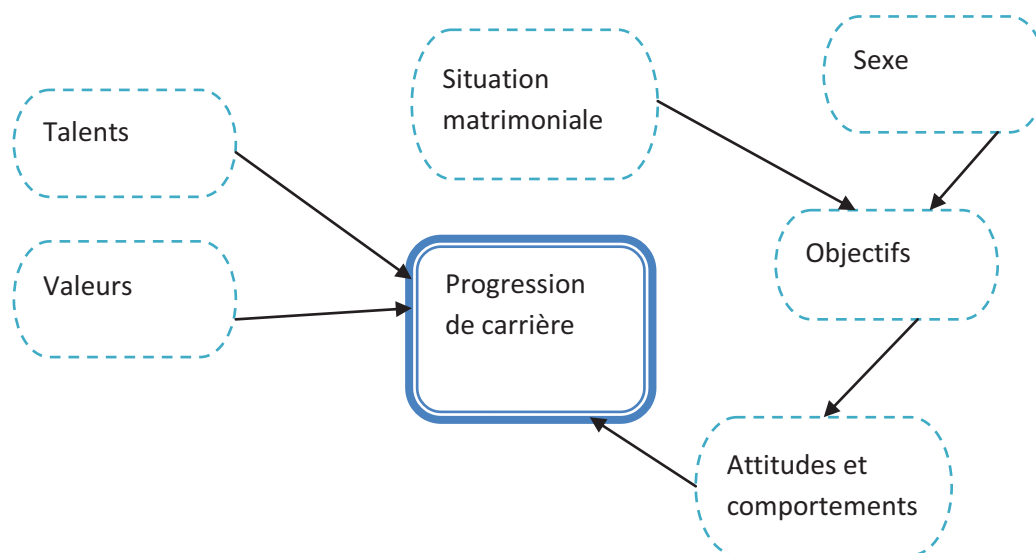 Sexe
Situation
matrimoniale
Talents
Objectifs
Valeurs
Progression
de carrière
Attitudes et
comportements